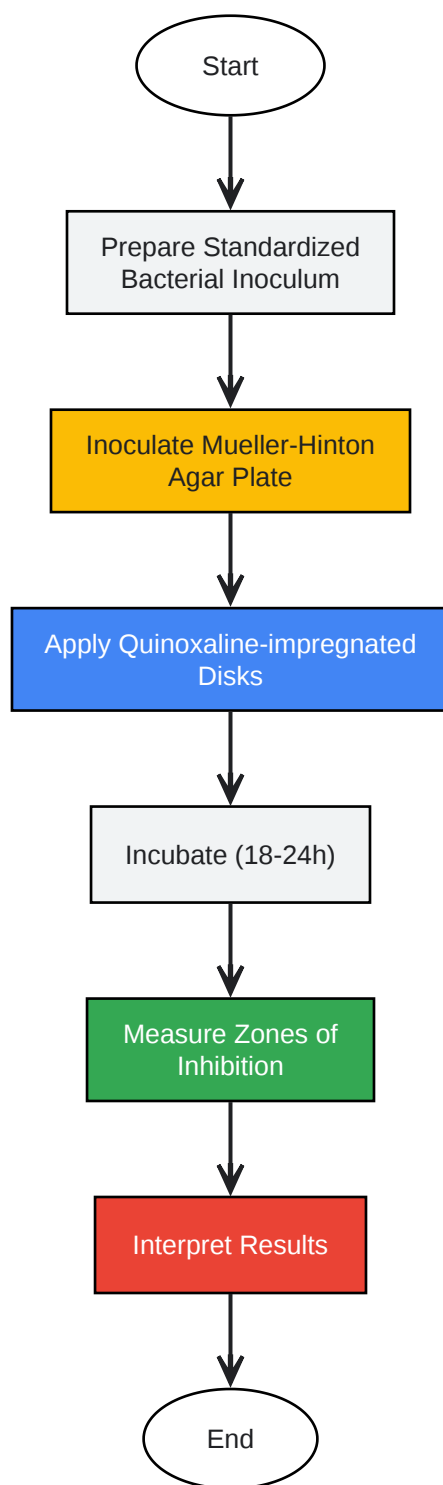 Start
Prepare Standardized
Bacterial Inoculum
Inoculate Mueller-Hinton
Agar Plate
Apply Quinoxaline-impregnated
Disks
Incubate (18-24h)
Measure Zones of
Inhibition
Interpret Results
End